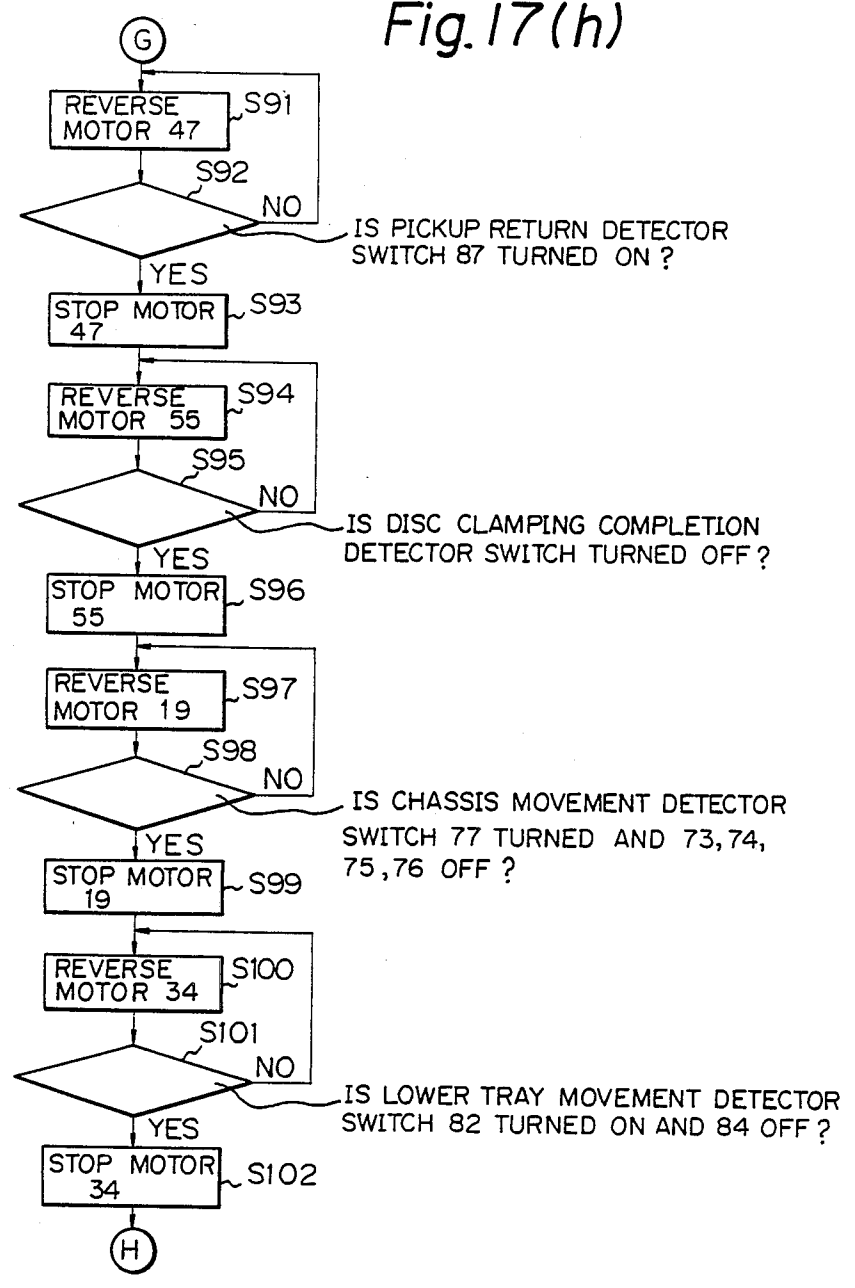 Fig. 17(h)
G
REVERSE
MOTOR 47
S91
S92
NO
IS PICKUP RETURN DETECTOR
SWITCH 87 TURNED ON ?
YES
STOP MOTOR
47
S93
REVERSE
MOTOR 55
S94
S95
NO
IS DISC CLAMPING COMPLETION
DETECTOR SWITCH TURNED OFF ?
YES
STOP MOTOR
55
S96
REVERSE
MOTOR 19
S97
S98
NO
IS CHASSIS MOVEMENT DETECTOR
SWITCH 77 TURNED AND 73, 74,
75, 76 OFF ?
YES
STOP MOTOR
19
S99
REVERSE
MOTOR 34
S100
S101
NO
IS LOWER TRAY MOVEMENT DETECTOR
SWITCH 82 TURNED ON AND 84 OFF ?
YES
STOP MOTOR
34
S102
H